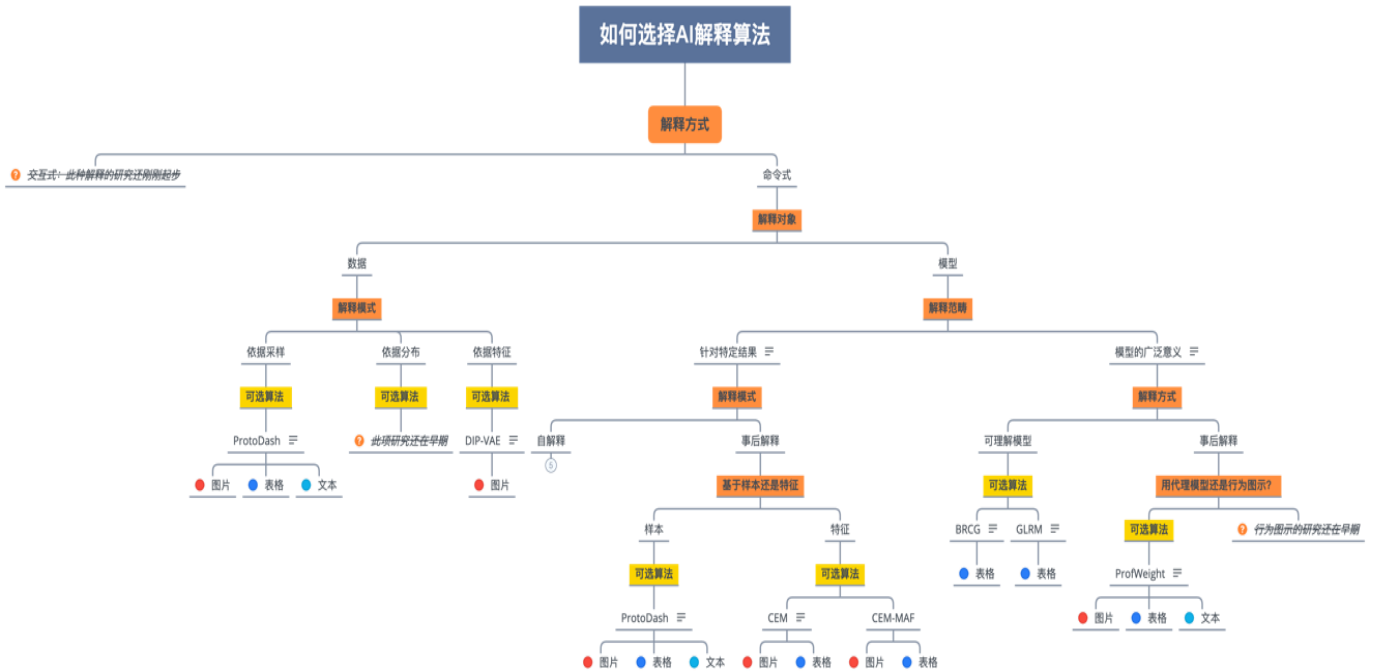 如何选择AI解释算法
解释方式
交互式：此种解释的研究还刚刚起步
命令式
解释对象
数据
模型
解释模式
解释范畴
依据采样
依据分布
依据特征
针对特定结果
模型的广泛意义
可选算法
可选算法
可选算法
解释模式
解释方式
ProtoDash
此项研究还在早期
DIP-VAE
自解释
事后解释
可理解模型
事后解释
6
图片
表格
文本
图片
基于样本还是特征
可选算法
用代理模型还是行为图示?
样本
特征
BRCG
GLRM
可选算法
行为图示的研究还在早期
可选算法
可选算法
表格
表格
ProfWeight
ProtoDash
CEM
CEM-MAF
图片
表格
文本
图片
表格
文本
图片
表格
图片
表格